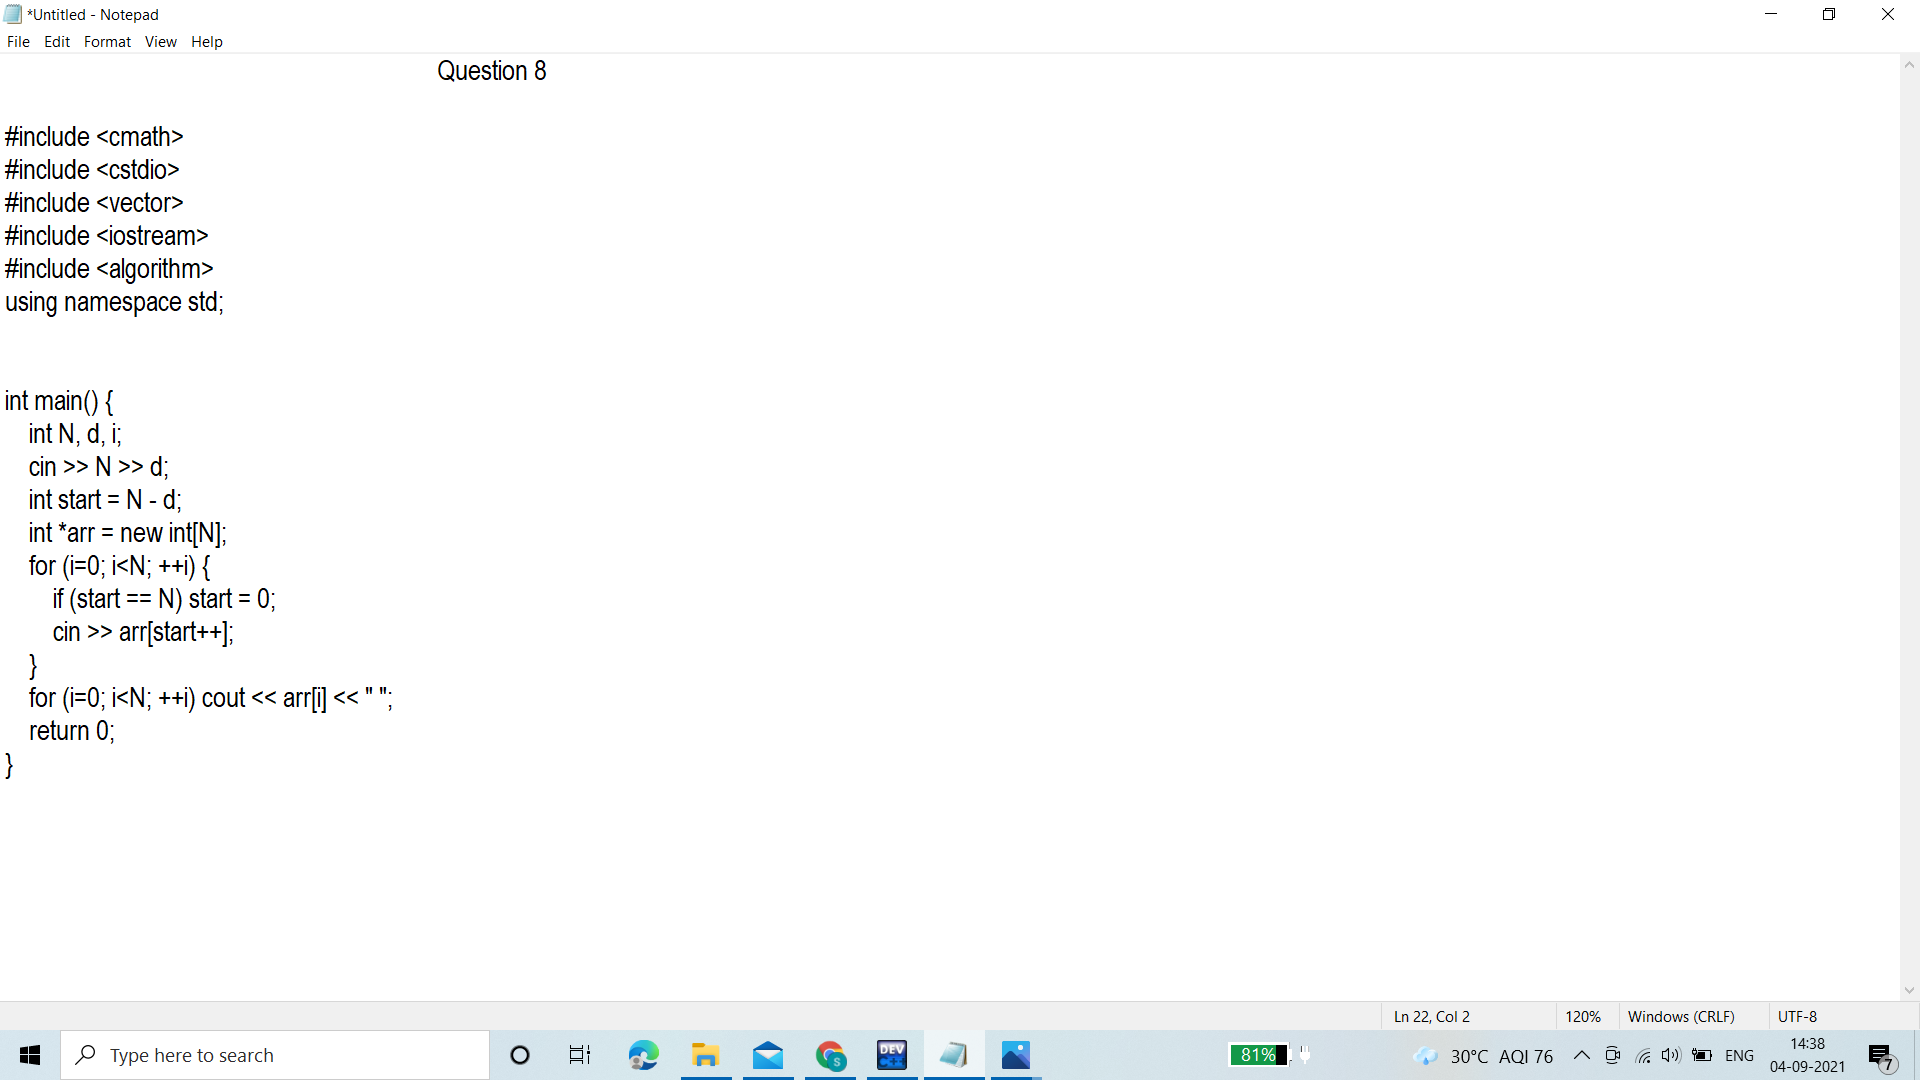 *Untitled - Notepad
File Edit Format View Help
Question 8
#include <cmath>
#include <cstdio>
#include <vector>
#include <iostream>
#include <algorithm>
using namespace std;
int main() {
    int N, d, i;
    cin >> N >> d;
    int start = N - d;
    int *arr = new int[N];
    for (i=0; i<N; ++i) {
        if (start == N) start = 0;
        cin >> arr[start++];
    }
    for (i=0; i<N; ++i) cout << arr[i] << " ";
    return 0;
}
Ln 22, Col 2 120% Windows (CRLF) UTF-8
Type here to search DEV C++ S 81% 30°C AQI 76 ENG 14:38
04-09-2021 7